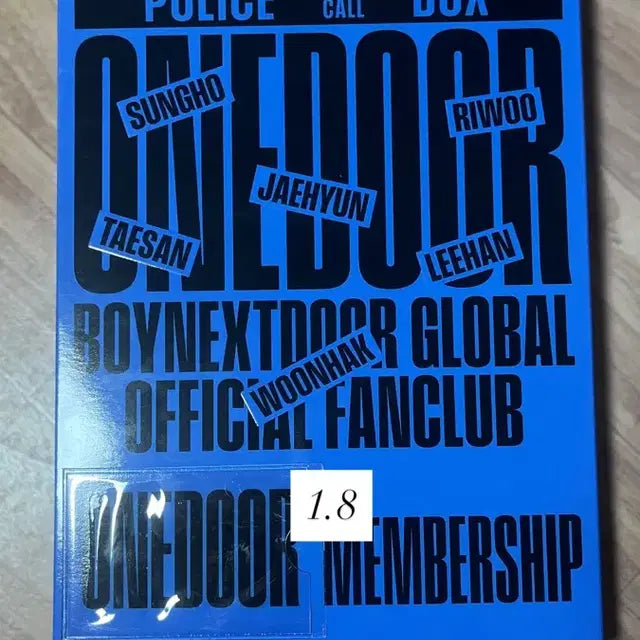 POLICE CALL BOX
ONEDOOR
SUNGHO
RIWOO
JAEHYUN
TAESAN
LEEHAN
BOYNEXTDOOR GLOBAL
WOONHAK
OFFICIAL FANCLUB
1.8
ONEDOOR MEMBERSHIP